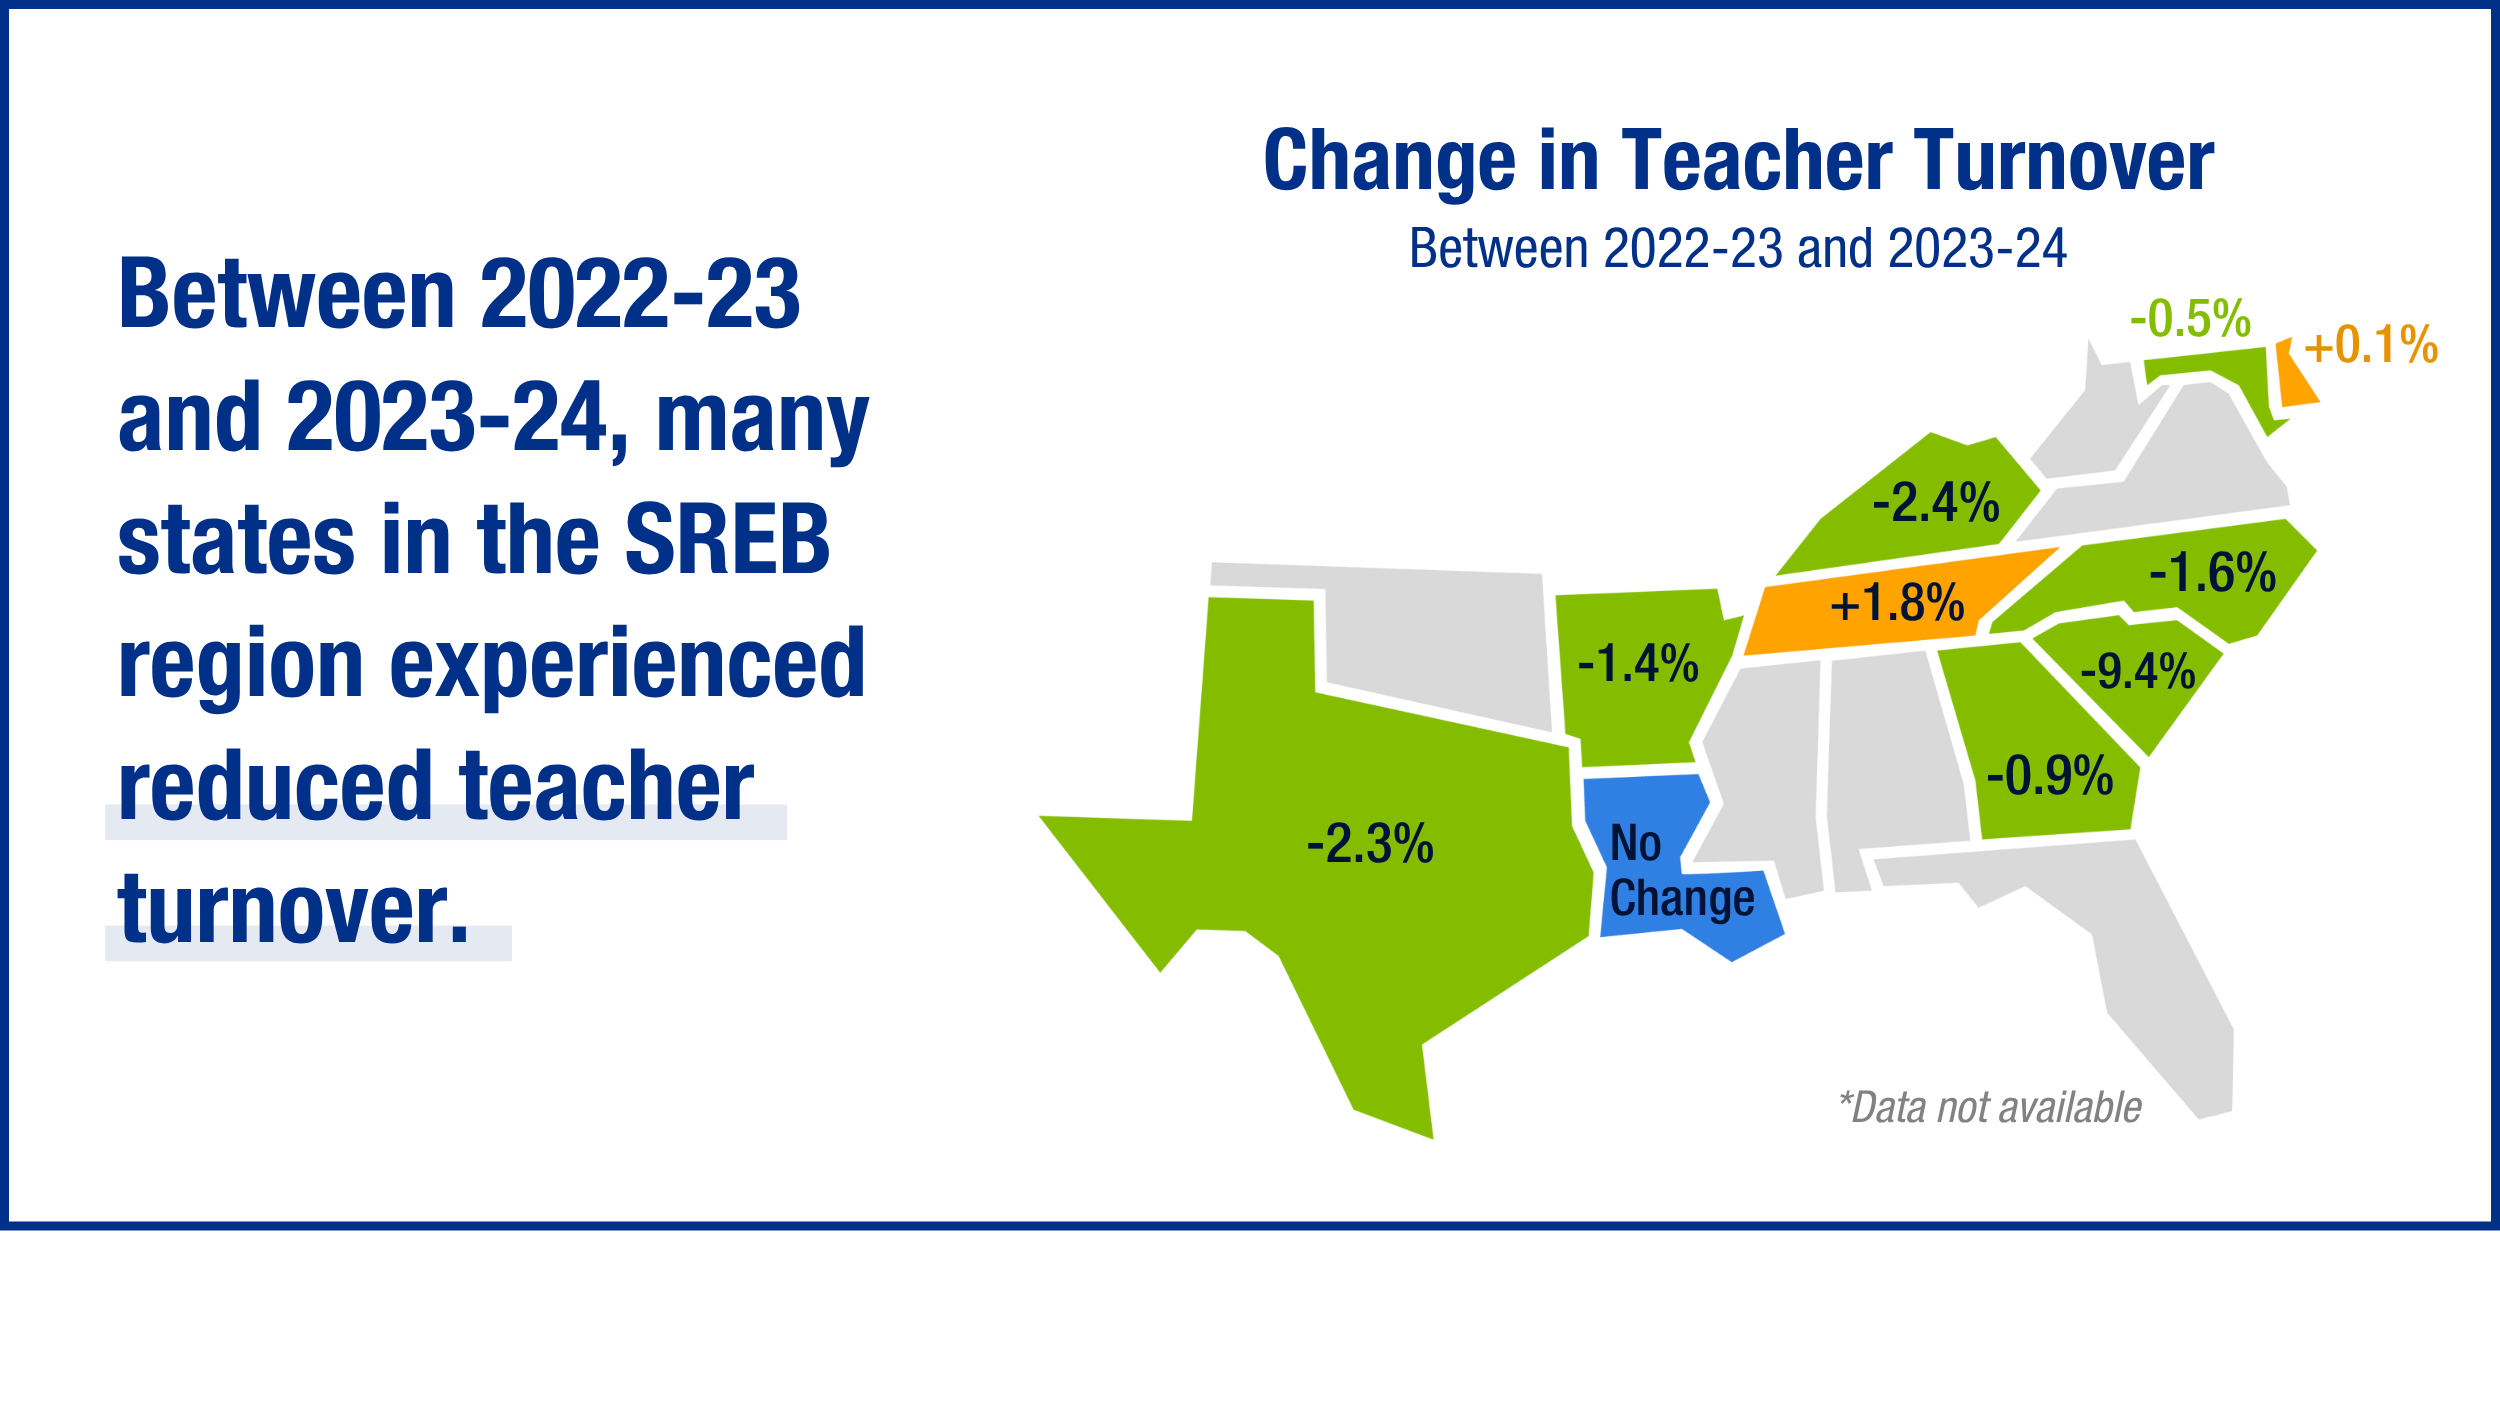 Between 2022-23
and 2023-24, many
states in the SREB
region experienced
reduced teacher
turnover.
Change in Teacher Turnover
Between 2022-23 and 2023-24
-0.5%
+0.1%
-2.4%
-1.6%
+1.8%
-1.4%
-9.4%
-0.9%
-2.3%
No
Change
*Data not available